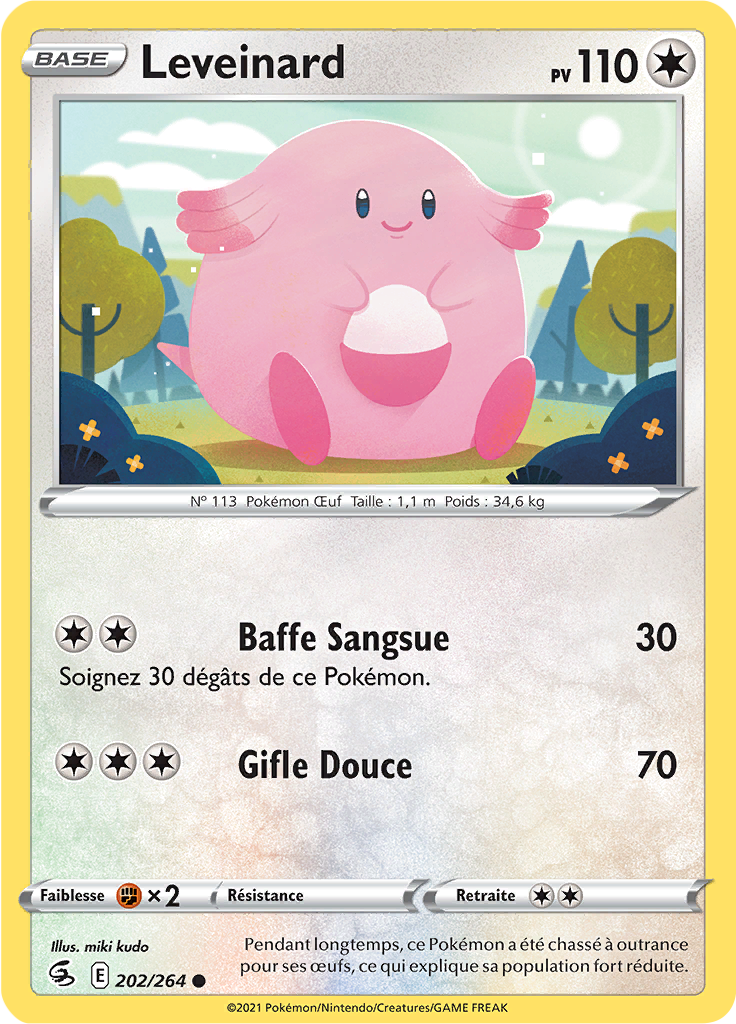 BASE Leveinard PV 110
N° 113 Pokémon Œuf Taille : 1,1 m Poids : 34,6 kg
Baffe Sangsue 30
Soignez 30 dégâts de ce Pokémon.
Gifle Douce 70
Faiblesse ×2 Résistance Retraite
Illus. miki kudo
Pendant longtemps, ce Pokémon a été chassé à outrance
pour ses œufs, ce qui explique sa population fort réduite.
E 202/264
©2021 Pokémon/Nintendo/Creatures/GAME FREAK